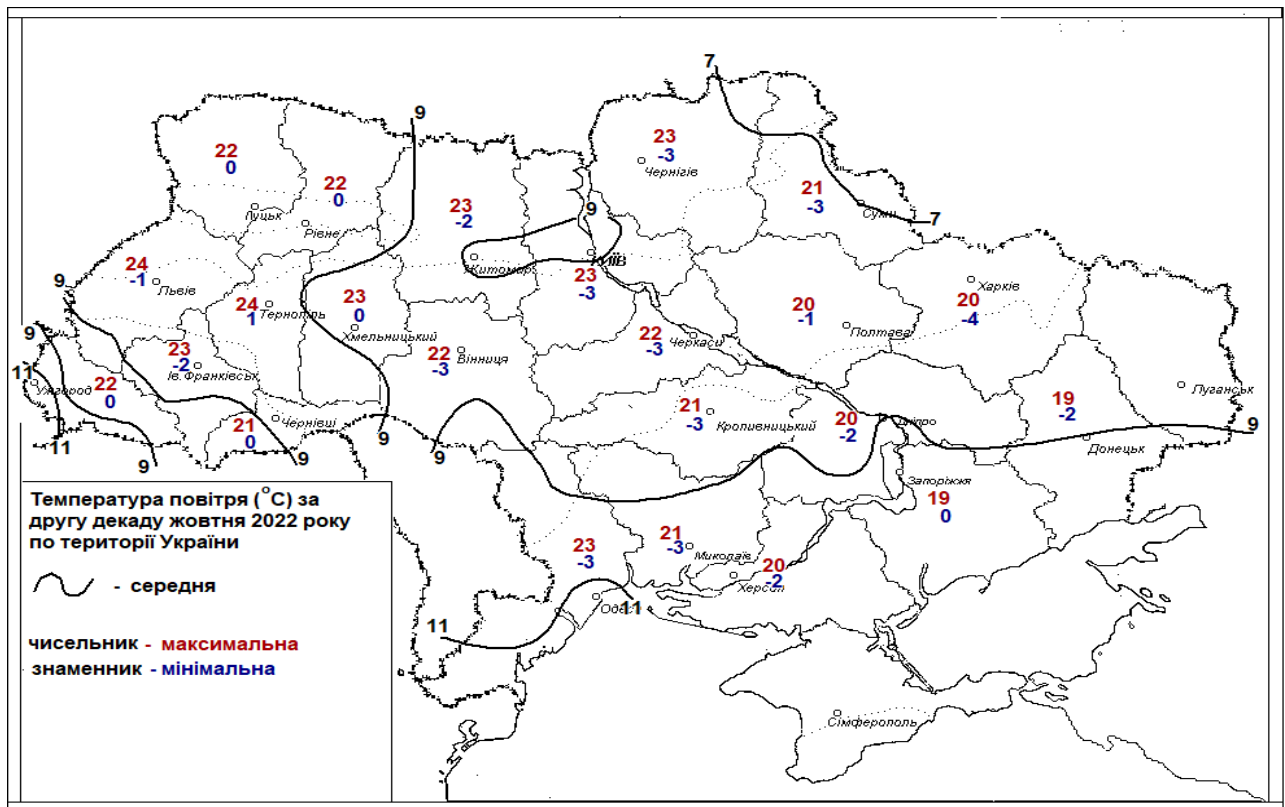 7
9
23
-3
Чернігів
22
0
22
0
21
-3
Суми
7
23
-2
9
Луцьк
Рівне
Житомир
КИЇВ
23
-3
24
-1
Львів
9
24
1
Тернопіль
23
0
Хмельницький
20
-1
Полтава
Харків
20
-4
9
23
-2
Ів. Франківськ
22
-3
Вінниця
22
-3
Черкаси
11
Ужгород
22
0
Луганськ
19
-2
21
0
Чернівці
21
-3
Кропивницький
20
-2
Дніпро
9
11
9
9
9
9
Донецьк
Запоріжжя
19
0
Температура повітря (°С) за
другу декаду жовтня 2022 року
по території України
- середня
чисельник - максимальна
знаменник - мінімальна
23
-3
21
-3
Миколаїв
20
-2
Херсон
Одеса
11
11
Сімферополь